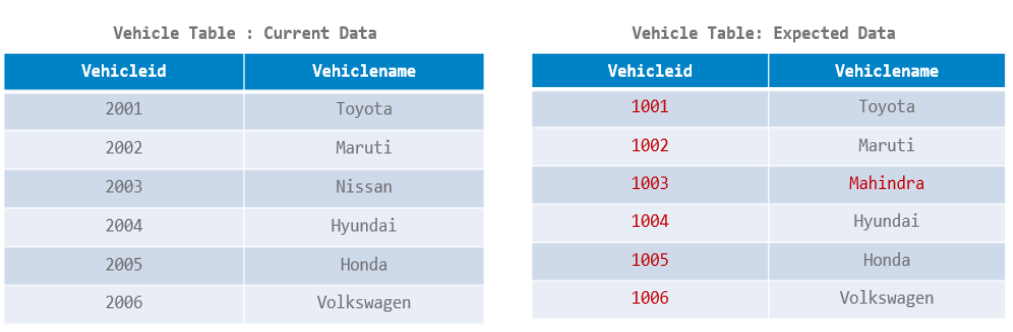 Vehicle Table : Current Data
Vehicleid Vehiclename
2001 Toyota
2002 Maruti
2003 Nissan
2004 Hyundai
2005 Honda
2006 Volkswagen
Vehicle Table: Expected Data
Vehicleid Vehiclename
1001 Toyota
1002 Maruti
1003 Mahindra
1004 Hyundai
1005 Honda
1006 Volkswagen